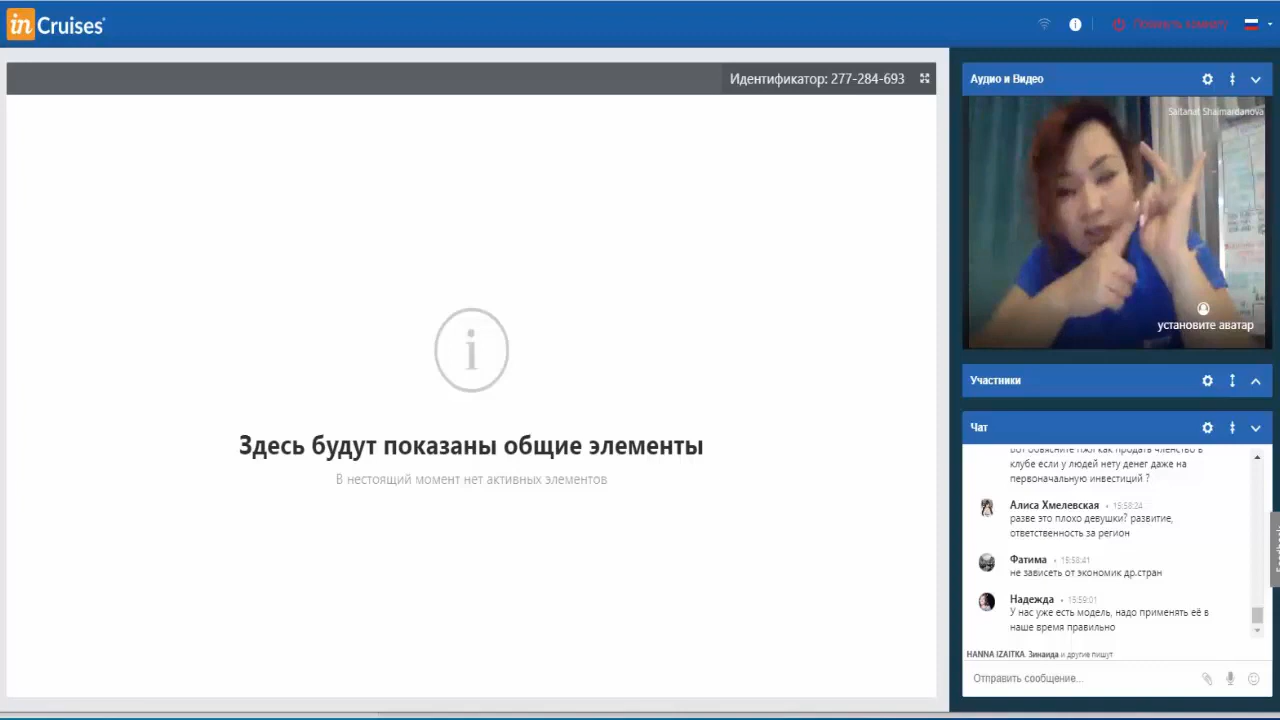 inCruises
Покинуть комнату
Идентификатор: 277-284-693
Здесь будут показаны общие элементы
В нестоящий момент нет активных элементов
Аудио и Видео
Saltanat Shaimardanova
установите аватар
Участники
Чат
вот объясните пжл как продать членство в
клубе если у людей нету денег даже на
первоначальную инвестиций ?
Алиса Хмелевская • 15:58:24
разве это плохо девушки? развитие,
ответственность за регион
Фатима • 15:58:41
не зависеть от экономик др.стран
Надежда • 15:59:01
У нас уже есть модель, надо применять её в
наше время правильно
HANNA IZAITKA, Зинаида и другие пишут
Отправить сообщение...